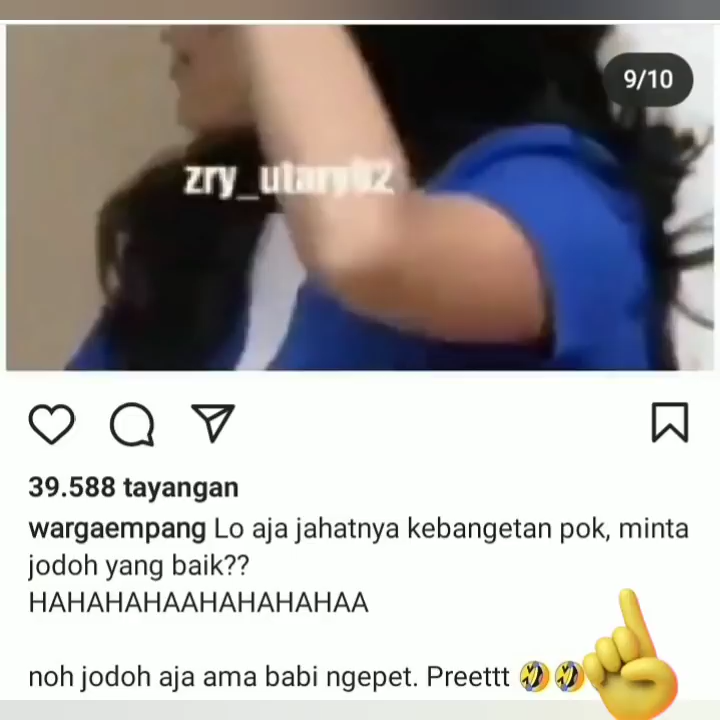 9/10
39.588 tayangan
wargaempang Lo aja jahatnya kebangetan pok, minta
jodoh yang baik??
HAHAHAHAAHAHAHAHAA
noh jodoh aja ama babi ngepet. Preettt 🤣🤣